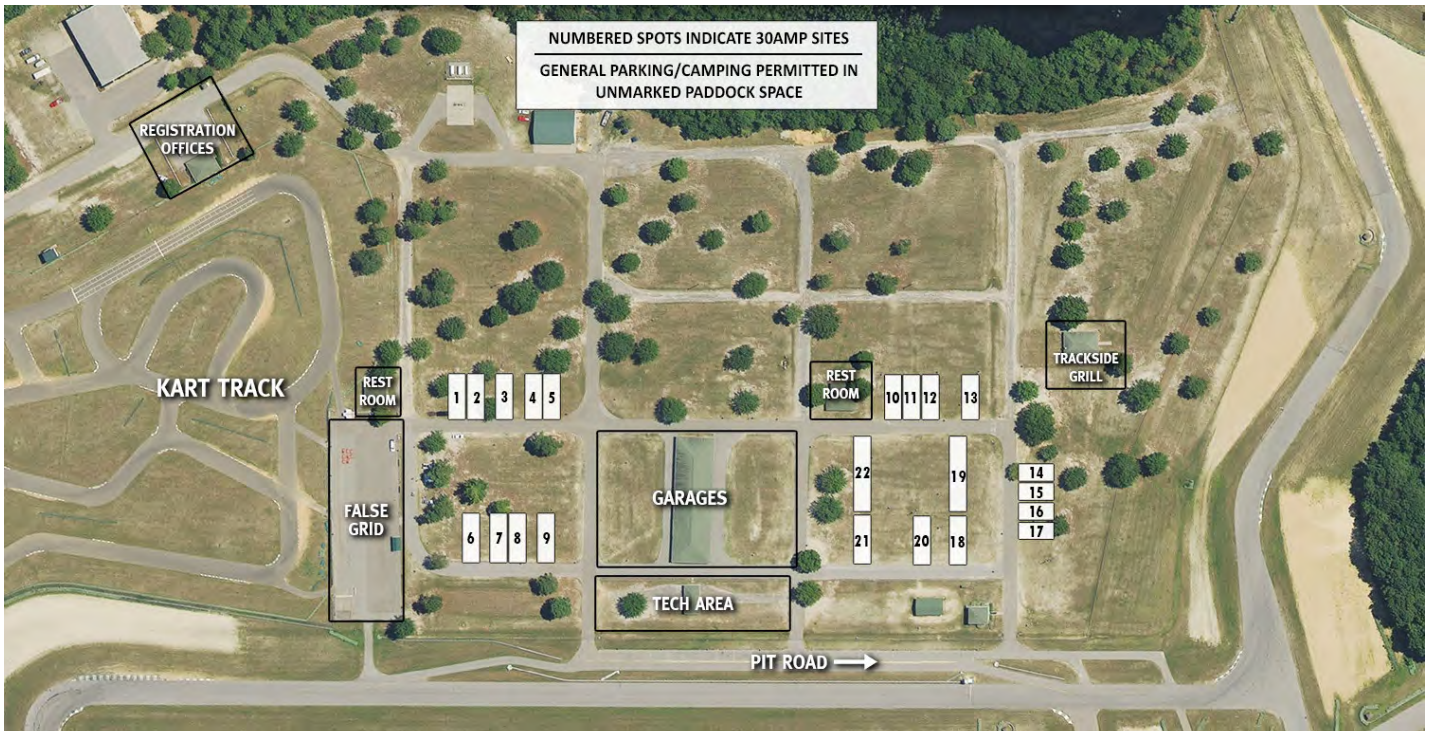 NUMBERED SPOTS INDICATE 30AMP SITES
GENERAL PARKING/CAMPING PERMITTED IN
UNMARKED PADDOCK SPACE
REGISTRATION
OFFICES
KART TRACK
REST
ROOM
1
2
3
4
5
REST
ROOM
10
11
12
13
TRACKSIDE
GRILL
FALSE
GRID
6
7
8
9
GARAGES
22
19
21
20
18
14
15
16
17
TECH AREA
PIT ROAD